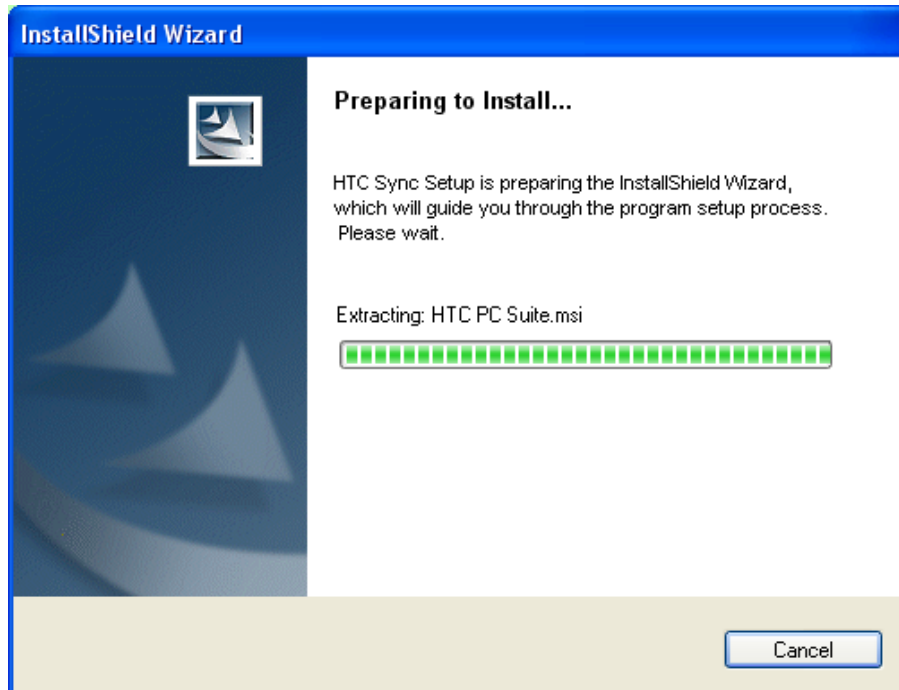 InstallShield Wizard
Preparing to Install...
HTC Sync Setup is preparing the InstallShield Wizard,
which will guide you through the program setup process.
Please wait.
Extracting: HTC PC Suite.msi
Cancel